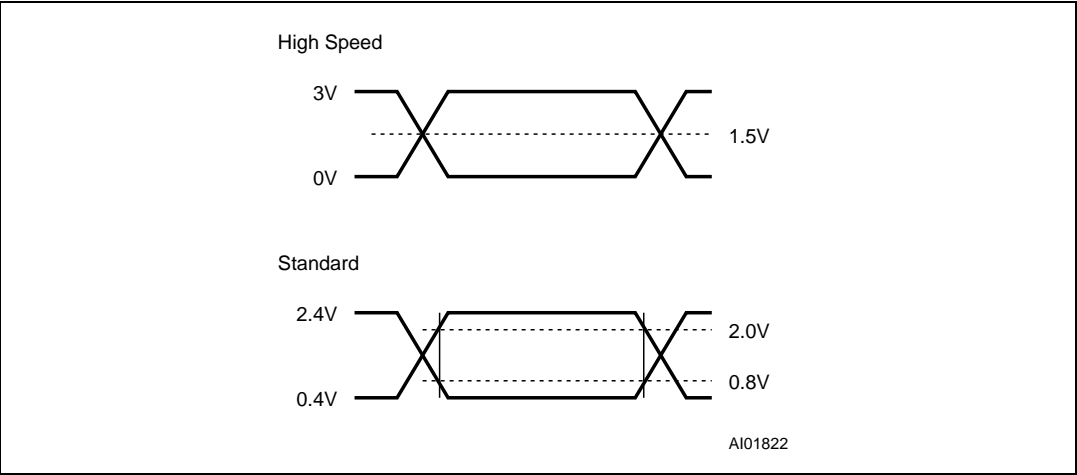 High Speed
3V
1.5V
0V
Standard
2.4V
2.0V
0.8V
0.4V
AI01822